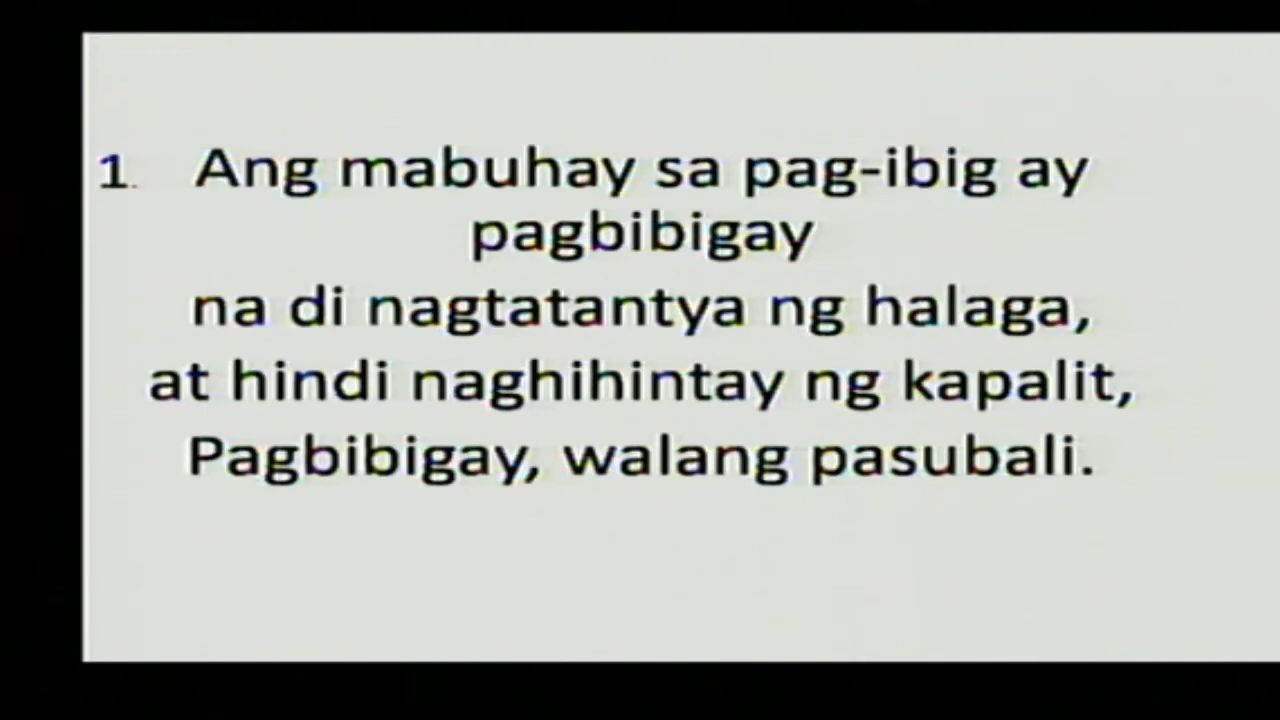 1. Ang mabuhay sa pag-ibig ay
pagbibigay
na di nagtatantya ng halaga,
at hindi naghihintay ng kapalit,
Pagbibigay, walang pasubali.